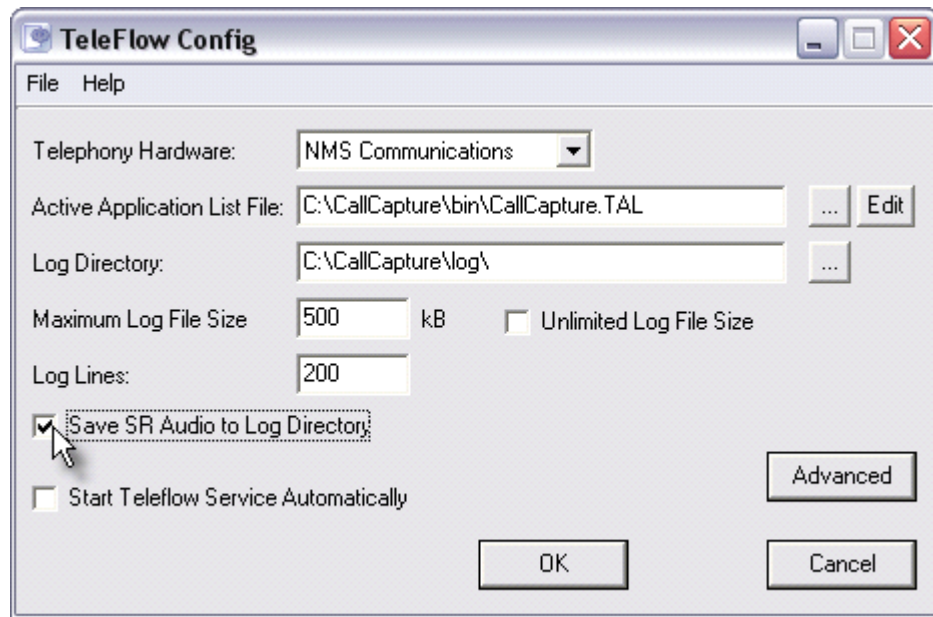 TeleFlow Config
File Help
Telephony Hardware: NMS Communications
Active Application List File: C:\CallCapture\bin\CallCapture.TAL ... Edit
Log Directory: C:\CallCapture\log\ ...
Maximum Log File Size 500 kB Unlimited Log File Size
Log Lines: 200
Save SR Audio to Log Directory
Advanced
Start Teleflow Service Automatically
OK Cancel